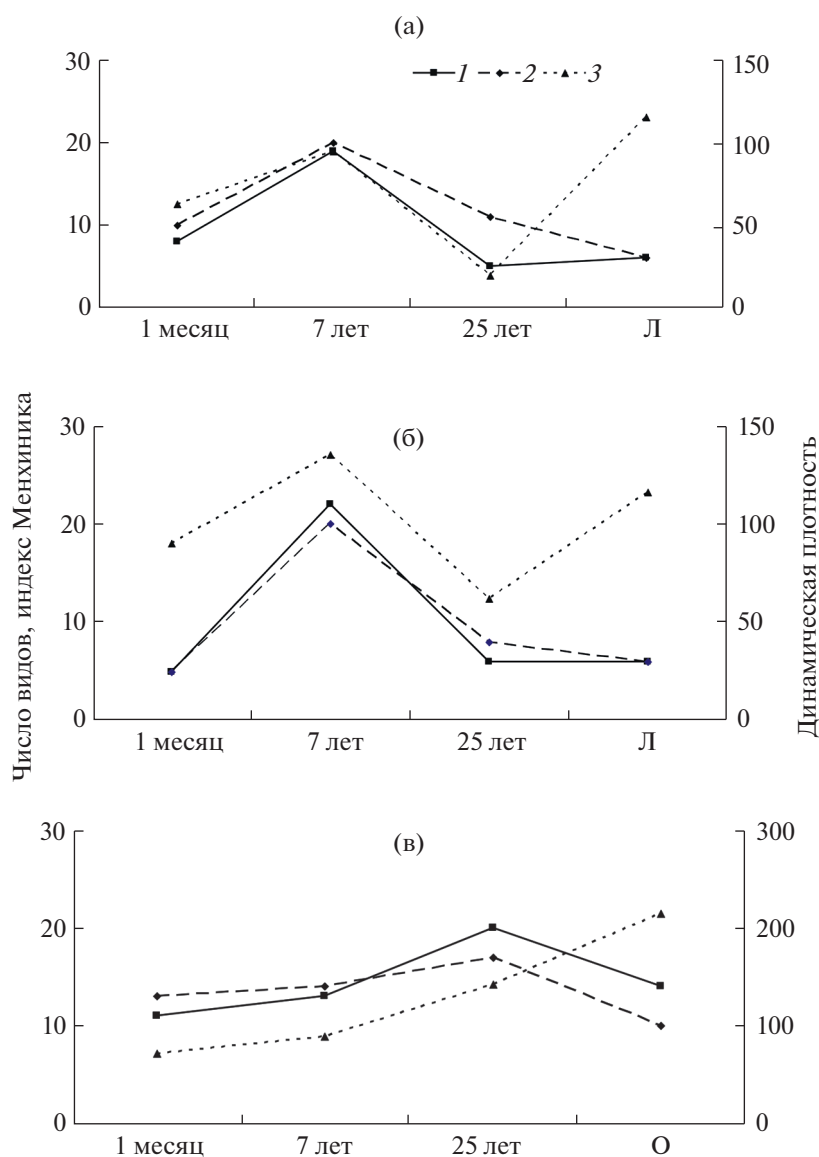 (а)
30
20
10
0
150
100
50
0
1 2 3
1 месяц 7 лет 25 лет Л
Число видов, индекс Менхиника
Динамическая плотность
(б)
30
20
10
0
150
100
50
0
1 месяц 7 лет 25 лет Л
(в)
30
20
10
0
300
200
100
0
1 месяц 7 лет 25 лет О